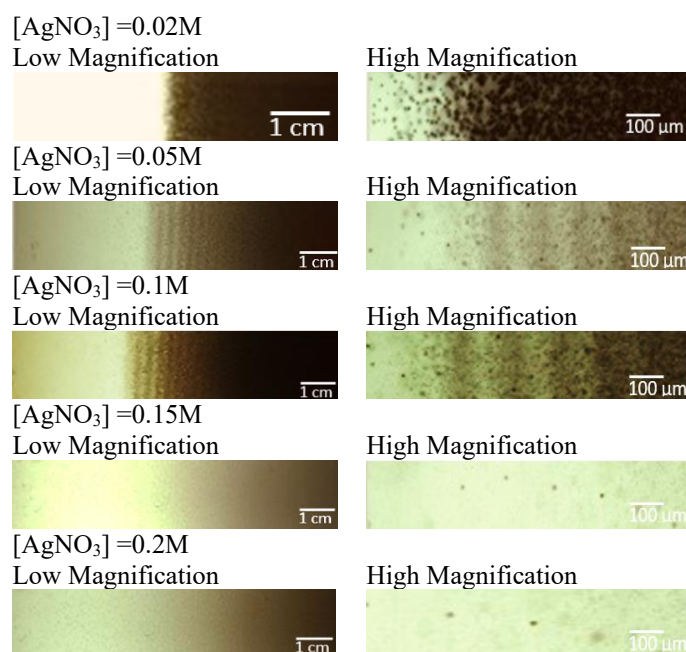 [AgNO₃] =0.02M
Low Magnification High Magnification
1 cm 100 μm
[AgNO₃] =0.05M
Low Magnification High Magnification
1 cm 100 μm
[AgNO₃] =0.1M
Low Magnification High Magnification
1 cm 100 μm
[AgNO₃] =0.15M
Low Magnification High Magnification
1 cm 100 μm
[AgNO₃] =0.2M
Low Magnification High Magnification
1 cm 100 μm